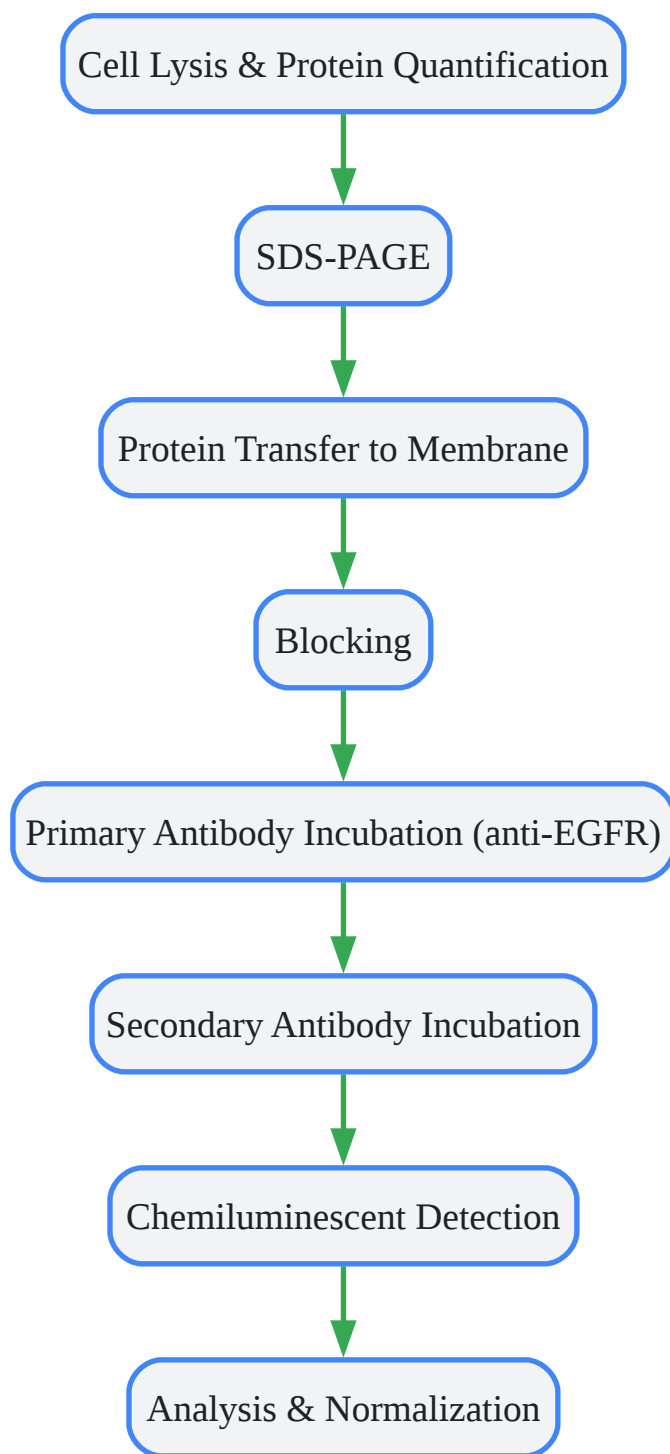 Cell Lysis & Protein Quantification
SDS-PAGE
Protein Transfer to Membrane
Blocking
Primary Antibody Incubation (anti-EGFR)
Secondary Antibody Incubation
Chemiluminescent Detection
Analysis & Normalization